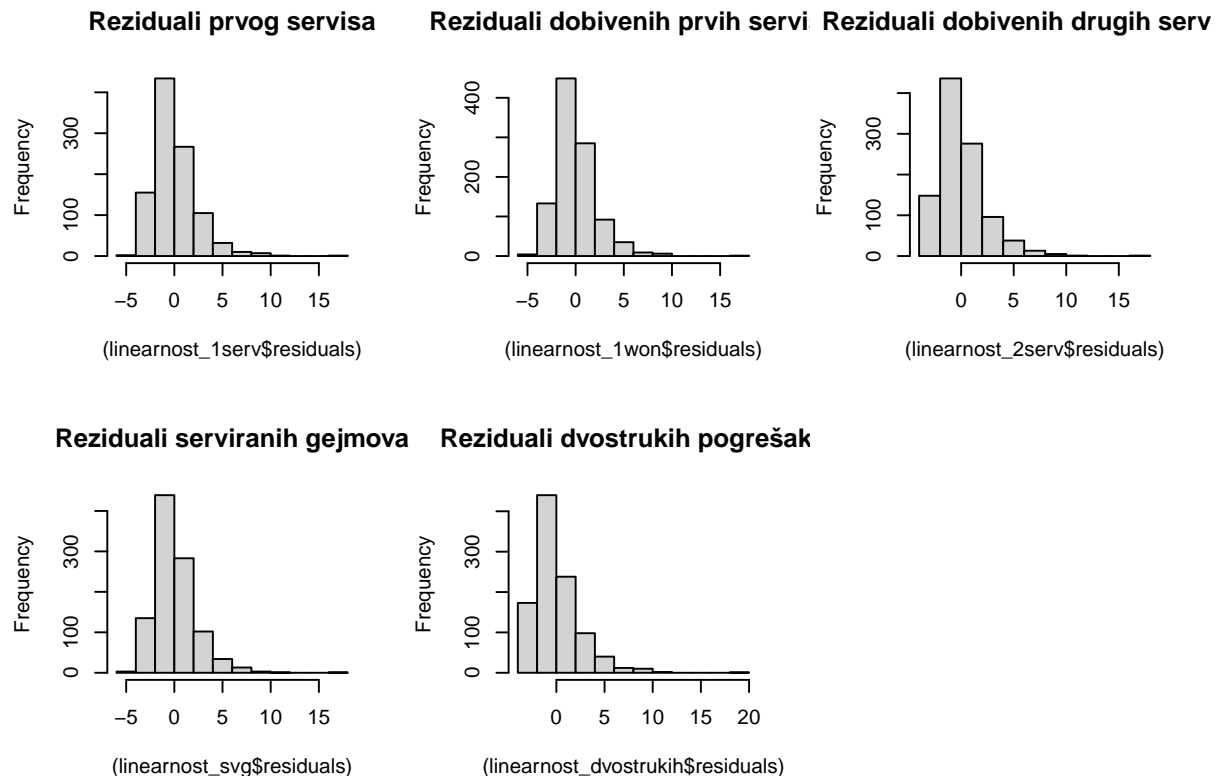 Reziduali prvog servisa
Frequency
0
100
300
−5 0 5 10 15
(linearnost_1serv$residuals)
Reziduali dobivenih prvih servi
Frequency
0
200
400
−5 0 5 10 15
(linearnost_1won$residuals)
Reziduali dobivenih drugih serv
Frequency
0
100
300
0 5 15
(linearnost_2serv$residuals)
Reziduali serviranih gejmova
Frequency
0
100
300
−5 0 5 10 15
(linearnost_svg$residuals)
Reziduali dvostrukih pogrešak
Frequency
0
100
300
0 5 10 15 20
(linearnost_dvostrukih$residuals)